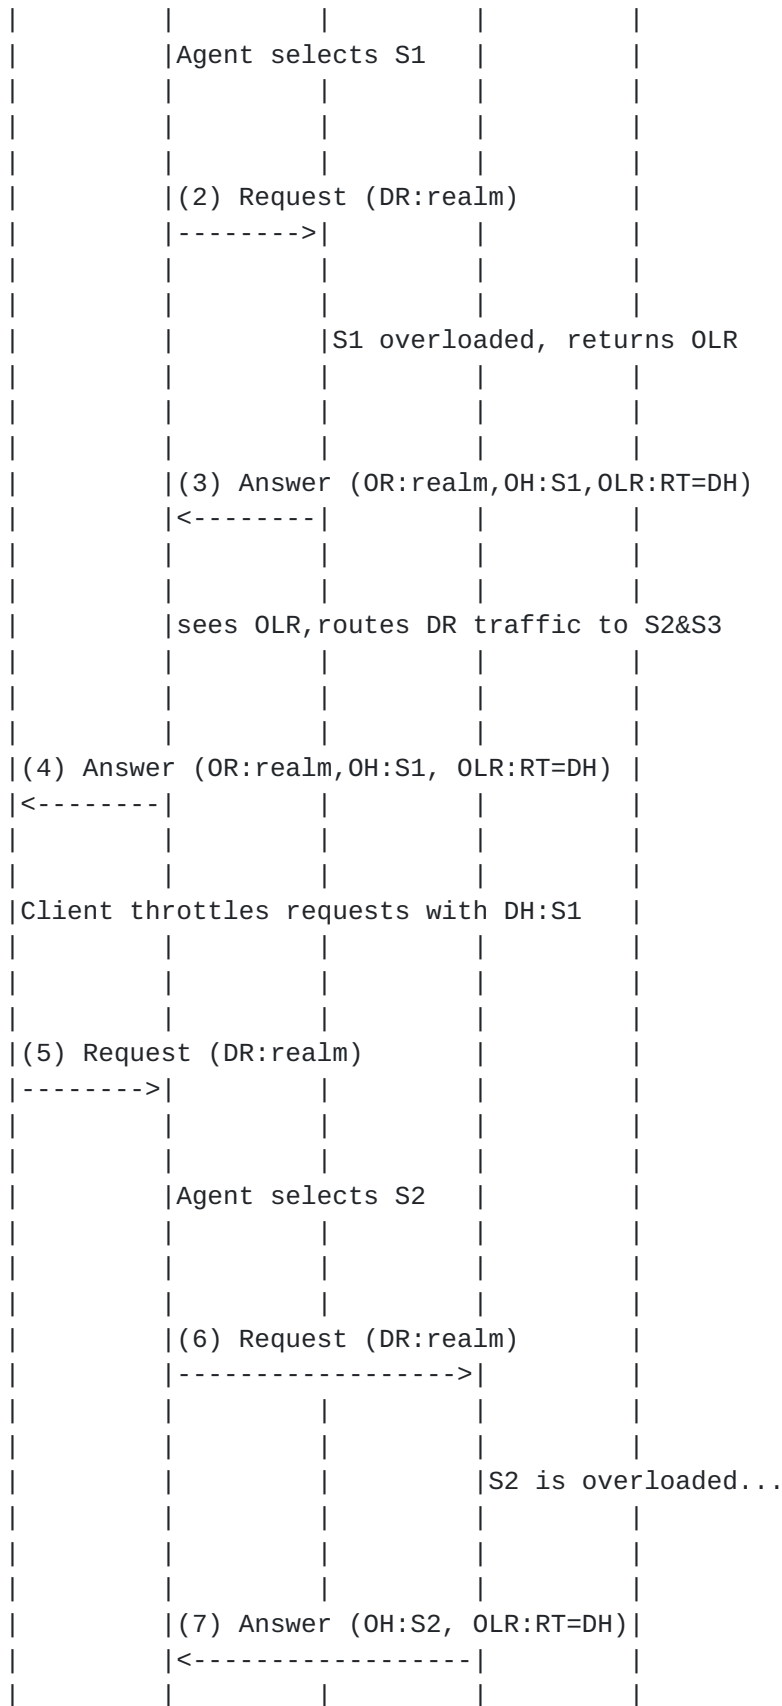 |         |         |         |         |
|         |Agent selects S1   |         |
|         |         |         |         |
|         |         |         |         |
|         |         |         |         |
|         |(2) Request (DR:realm)       |
|         |-------->|         |         |
|         |         |         |         |
|         |         |         |         |
|         |         |S1 overloaded, returns OLR
|         |         |         |         |
|         |         |         |         |
|         |         |         |         |
|         |(3) Answer (OR:realm,OH:S1,OLR:RT=DH)
|         |<--------|         |         |
|         |         |         |         |
|         |         |         |         |
|         |sees OLR,routes DR traffic to S2&S3
|         |         |         |         |
|         |         |         |         |
|         |         |         |         |
|(4) Answer (OR:realm,OH:S1, OLR:RT=DH) |
|<--------|         |         |         |
|         |         |         |         |
|         |         |         |         |
|Client throttles requests with DH:S1   |
|         |         |         |         |
|         |         |         |         |
|         |         |         |         |
|(5) Request (DR:realm)       |         |
|-------->|         |         |         |
|         |         |         |         |
|         |         |         |         |
|         |Agent selects S2   |         |
|         |         |         |         |
|         |         |         |         |
|         |         |         |         |
|         |(6) Request (DR:realm)       |
|         |------------------>|         |
|         |         |         |         |
|         |         |         |         |
|         |         |         |S2 is overloaded...
|         |         |         |         |
|         |         |         |         |
|         |         |         |         |
|         |(7) Answer (OH:S2, OLR:RT=DH)|
|         |<------------------|         |
|         |         |         |         |